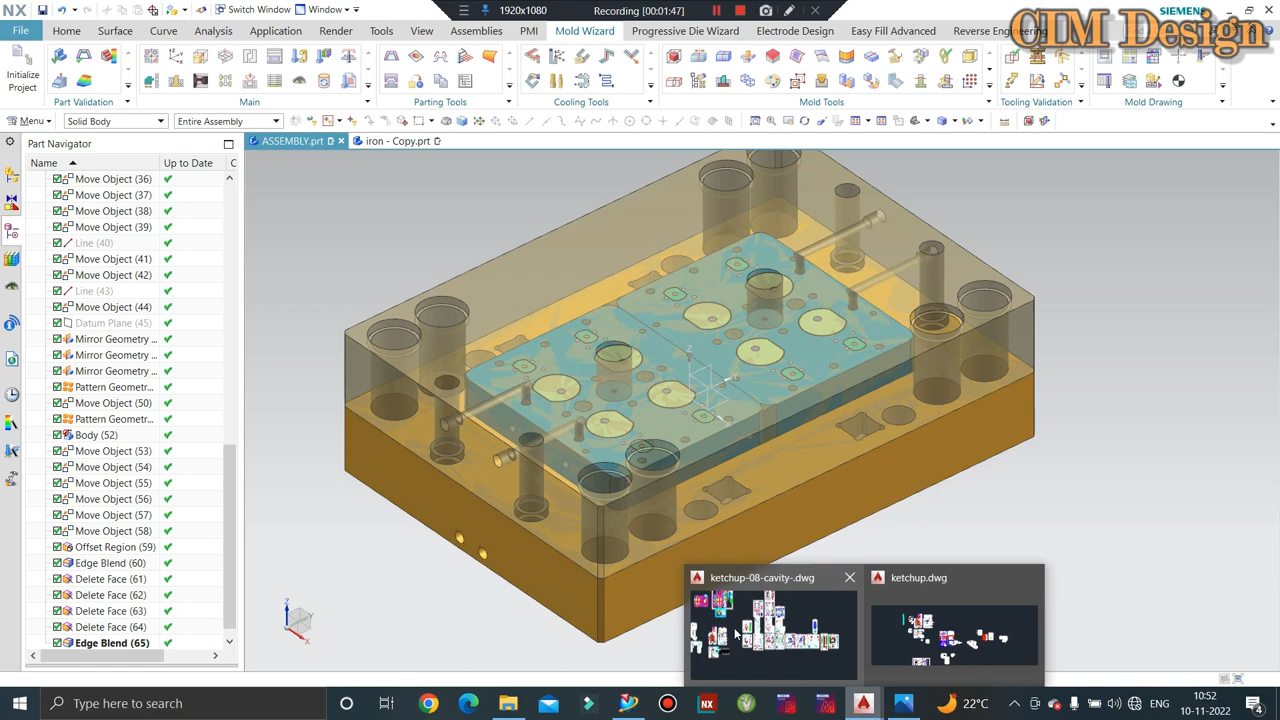 NX Switch Window Window 1920x1080 Recording [00:01:47] SIEMENS
CIM Design
File Home Surface Curve Analysis Application Render Tools View Assemblies PMI Mold Wizard Progressive Die Wizard Electrode Design Easy Fill Advanced Reverse Engineering
Initialize
Project
Part Validation Main Parting Tools Cooling Tools Mold Tools Tooling Validation Mold Drawing
Menu Solid Body Entire Assembly
Part Navigator ASSEMBLY.prt iron - Copy.prt
Name Up to Date C
Move Object (36)
Move Object (37)
Move Object (38)
Move Object (39)
Line (40)
Move Object (41)
Move Object (42)
Line (43)
Move Object (44)
Datum Plane (45)
Mirror Geometry ...
Mirror Geometry ...
Mirror Geometry ...
Pattern Geometr...
Move Object (50)
Pattern Geometr...
Body (52)
Move Object (53)
Move Object (54)
Move Object (55)
Move Object (56)
Move Object (57)
Move Object (58)
Offset Region (59)
Edge Blend (60)
Delete Face (61)
Delete Face (62)
Delete Face (63)
Delete Face (64)
Edge Blend (65)
Z
X
ketchup-08-cavity-.dwg ketchup.dwg
Type here to search
NX
22°C
ENG
10:52
10-11-2022
4